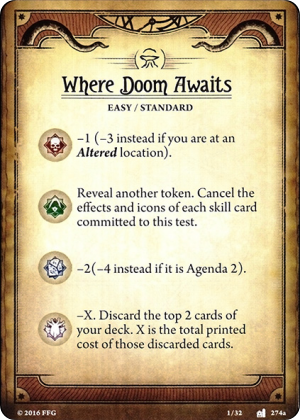 Where Doom Awaits
EASY / STANDARD
–1 (–3 instead if you are at an
Altered location).
Reveal another token. Cancel the
effects and icons of each skill card
committed to this test.
–2(–4 instead if it is Agenda 2).
–X. Discard the top 2 cards of
your deck. X is the total printed
cost of those discarded cards.
© 2016 FFG
1/32
274a